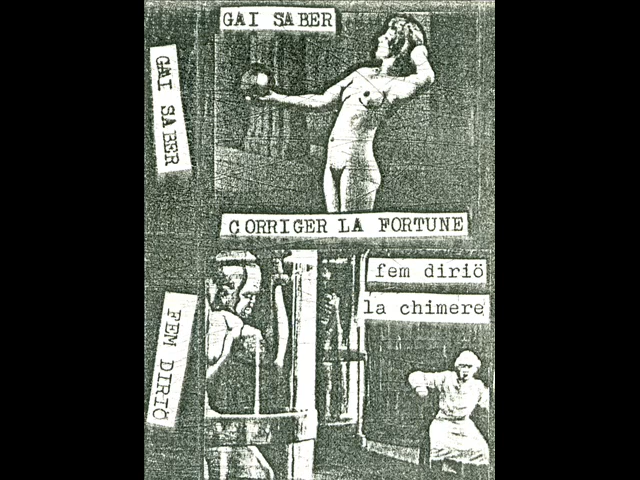 GAI SABER
GAI SABER
CORRIGER LA FORTUNE
fem diriö
la chimere
FEM DIRIÖ